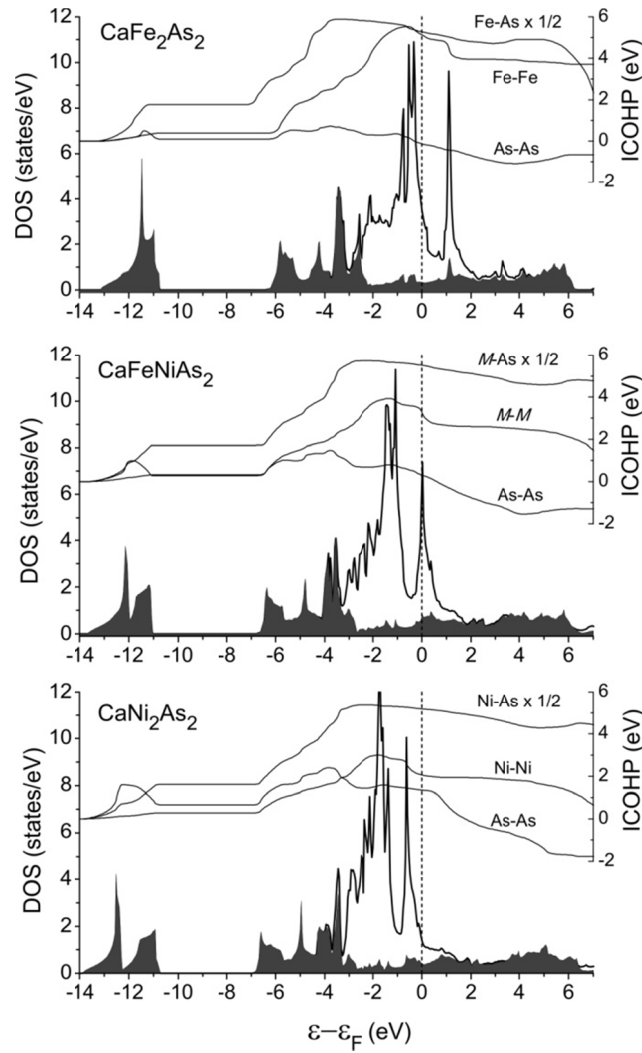 CaFe2As2
DOS (states/eV)
12
10
8
6
4
2
0
Fe-As x 1/2
Fe-Fe
As-As
6
4
2
0
-2
ICOHP (eV)
-14 -12 -10 -8 -6 -4 -2 0 2 4 6
CaFeNiAs2
DOS (states/eV)
12
10
8
6
4
2
0
M-As x 1/2
M-M
As-As
6
4
2
0
-2
ICOHP (eV)
-14 -12 -10 -8 -6 -4 -2 0 2 4 6
CaNi2As2
DOS (states/eV)
12
10
8
6
4
2
0
Ni-As x 1/2
Ni-Ni
As-As
6
4
2
0
-2
ICOHP (eV)
-14 -12 -10 -8 -6 -4 -2 0 2 4 6
ε−εF (eV)